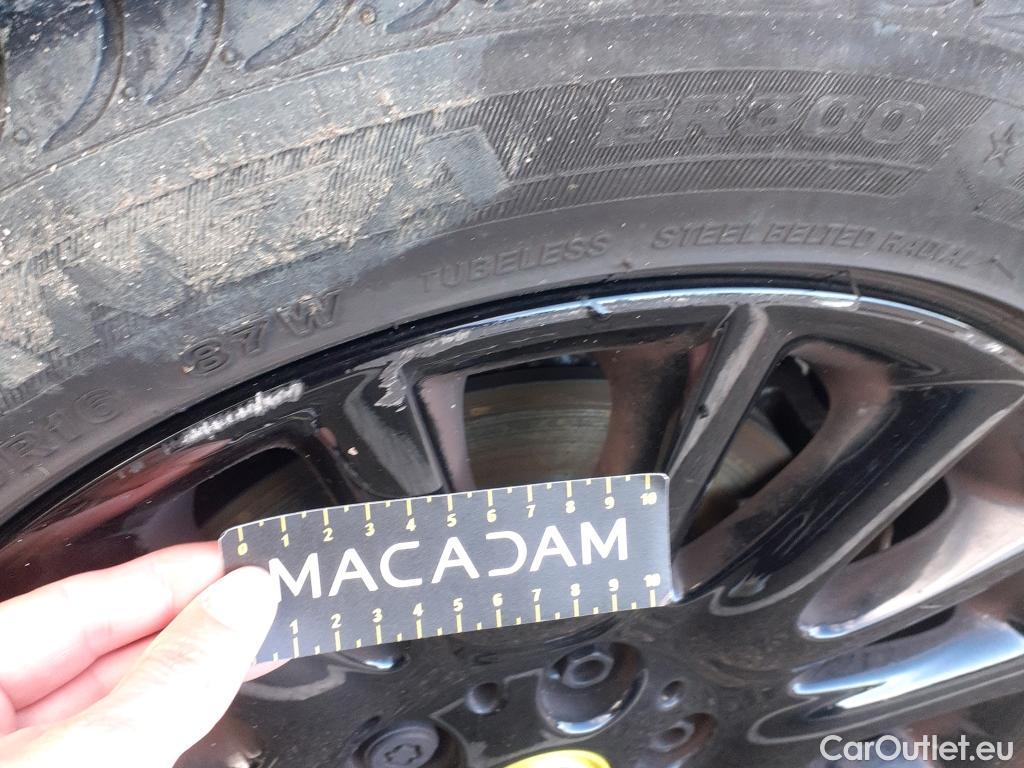 ER300
TUBELESS STEEL BELTED RADIAL
R16 87W
0 1 2 3 4 5 6 7 8 9 10
MACADAM
1 2 3 4 5 6 7 8 9 10
CarOutlet.eu